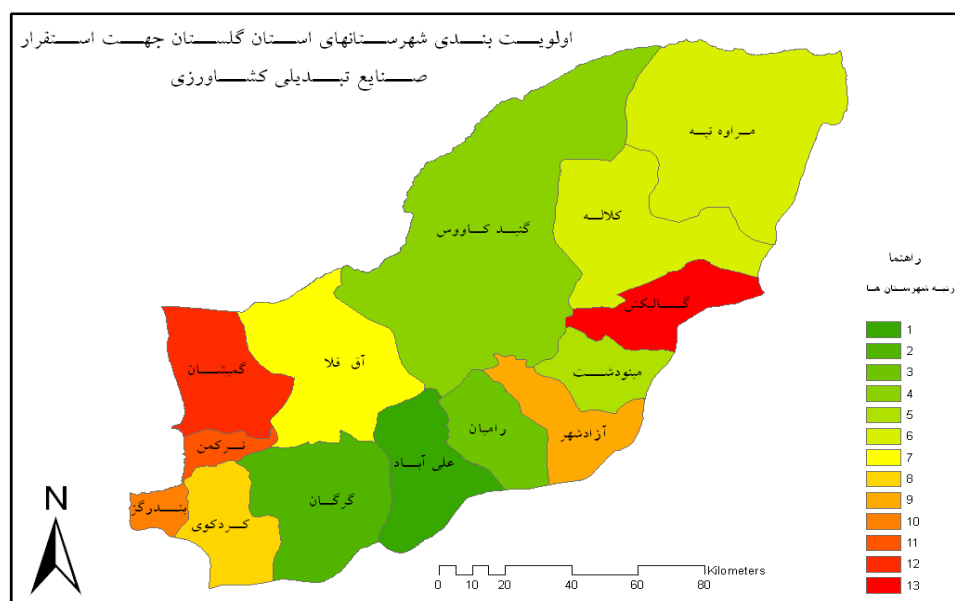 اولویت بندی شهرستانهای استان گلستان جهت استقرار
صنایع تبدیلی کشاورزی
مراوه تپه
کلاله
گنبد کاووس
گالیکش
مینودشت
آق قلا
گمیشان
آزادشهر
رامیان
ترکمن
علی آباد
گرگان
کردکوی
بندرگز
راهنما
رتبه شهرستان ها
1
2
3
4
5
6
7
8
9
10
11
12
13
N
0 10 20 40 60 80
Kilometers